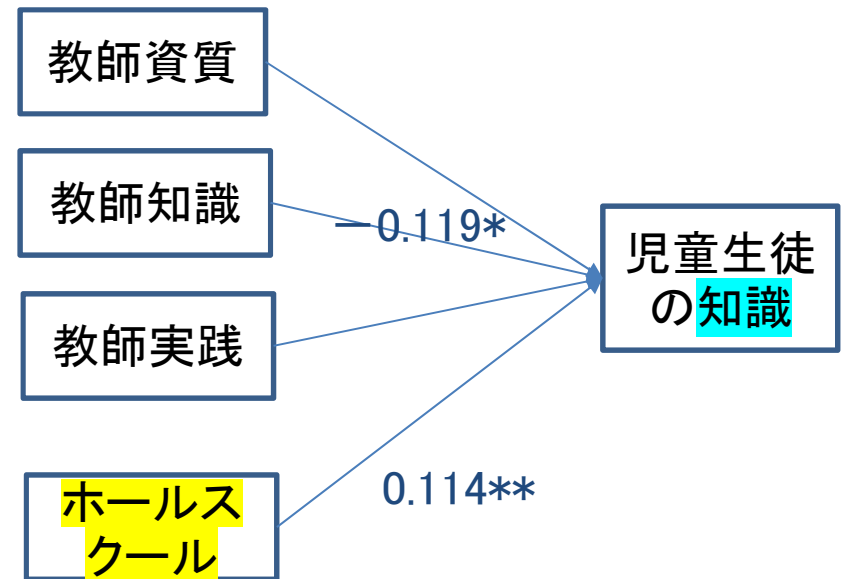 教師資質
教師知識
－0.119*
児童生徒
の知識
教師実践
0.114**
ホールス
クール